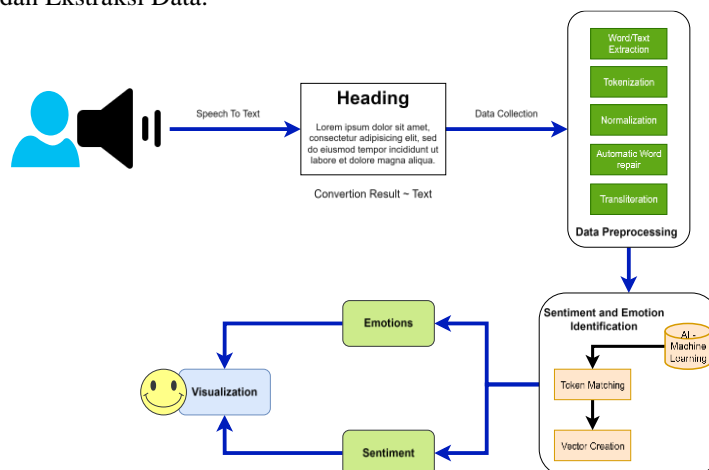 dan Ekstraksi Data.
Speech To Text
Heading
Lorem ipsum dolor sit amet,
consectetur adipisicing elit, sed
do eiusmod tempor incididunt ut
labore et dolore magna aliqua.
Convertion Result ~ Text
Data Collection
Word/Text
Extraction
Tokenization
Normalization
Automatic Word
repair
Transliteration
Data Preprocessing
Sentiment and Emotion
Identification
AI -
Machine
Learning
Token Matching
Vector Creation
Emotions
Sentiment
Visualization